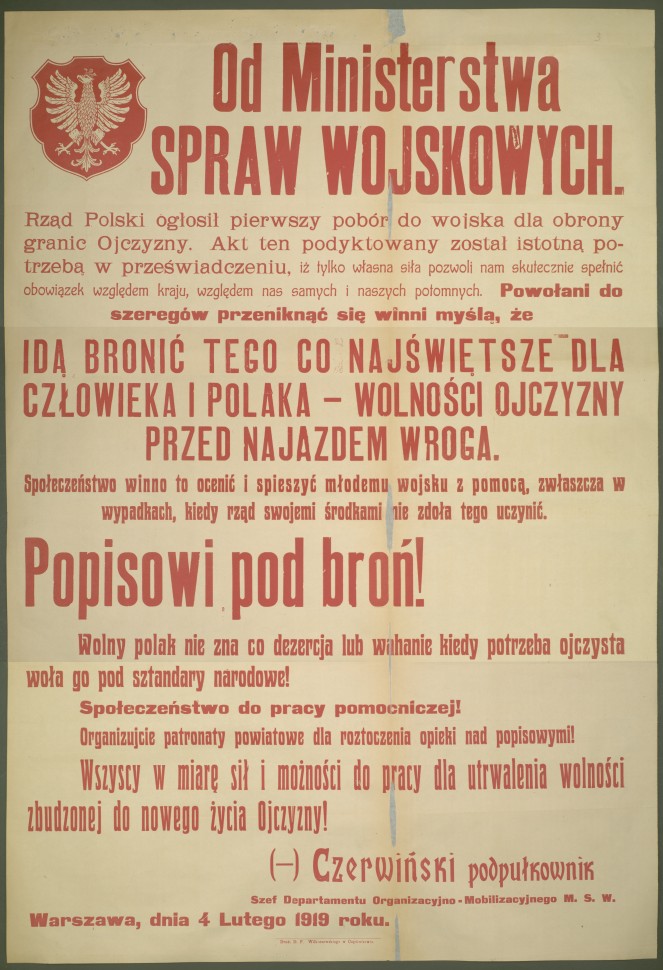 Od Ministerstwa
SPRAW WOJSKOWYCH.
Rząd Polski ogłosił pierwszy pobór do wojska dla obrony
granic Ojczyzny. Akt ten podyktowany został istotną po-
trzebą w przeświadczeniu, iż tylko własna siła pozwoli nam skutecznie spełnić
obowiązek względem kraju, względem nas samych i naszych potomnych. Powołani do
szeregów przeniknąć się winni myślą, że
IDĄ BRONIĆ TEGO CO NAJŚWIĘTSZE DLA
CZŁOWIEKA I POLAKA – WOLNOŚCI OJCZYZNY
PRZED NAJAZDEM WROGA.
Społeczeństwo winno to ocenić i spieszyć młodemu wojsku z pomocą, zwłaszcza w
wypadkach, kiedy rząd swojemi środkami nie zdoła tego uczynić.
Popisowi pod broń!
Wolny polak nie zna co dezercja lub wahanie kiedy potrzeba ojczysta
woła go pod sztandary narodowe!
Społeczeństwo do pracy pomocniczej!
Organizujcie patronaty powiatowe dla roztoczenia opieki nad popisowymi!
Wszyscy w miarę sił i możności do pracy dla utrwalenia wolności
zbudzonej do nowego życia Ojczyzny!
(–) Czerwiński podpułkownik
Szef Departamentu Organizacyjno-Mobilizacyjnego M. S. W.
Warszawa, dnia 4 Lutego 1919 roku.